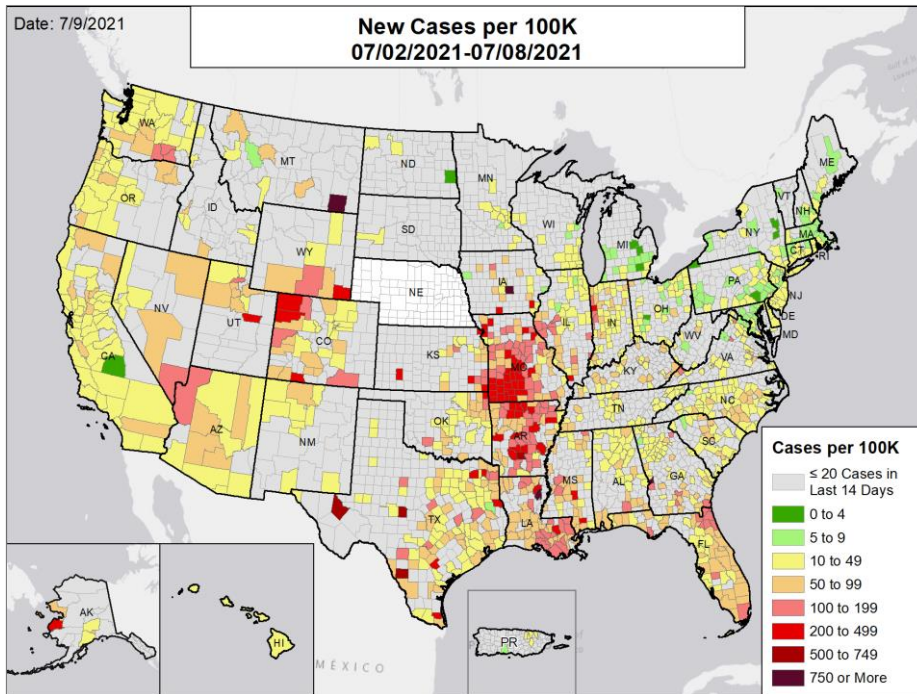 Date: 7/9/2021
New Cases per 100K
07/02/2021-07/08/2021
WA
MT
ND
MN
ME
OR
ID
WY
SD
WI
MI
NY
VT
NH
MA
CT
RI
NV
UT
CO
NE
IA
IL
IN
OH
PA
NJ
DE
MD
CA
KS
MO
KY
WV
VA
AZ
NM
OK
AR
TN
NC
SC
TX
LA
MS
AL
GA
FL
AK
HI
PR
MÉXICO
Cases per 100K
≤ 20 Cases in
Last 14 Days
0 to 4
5 to 9
10 to 49
50 to 99
100 to 199
200 to 499
500 to 749
750 or More